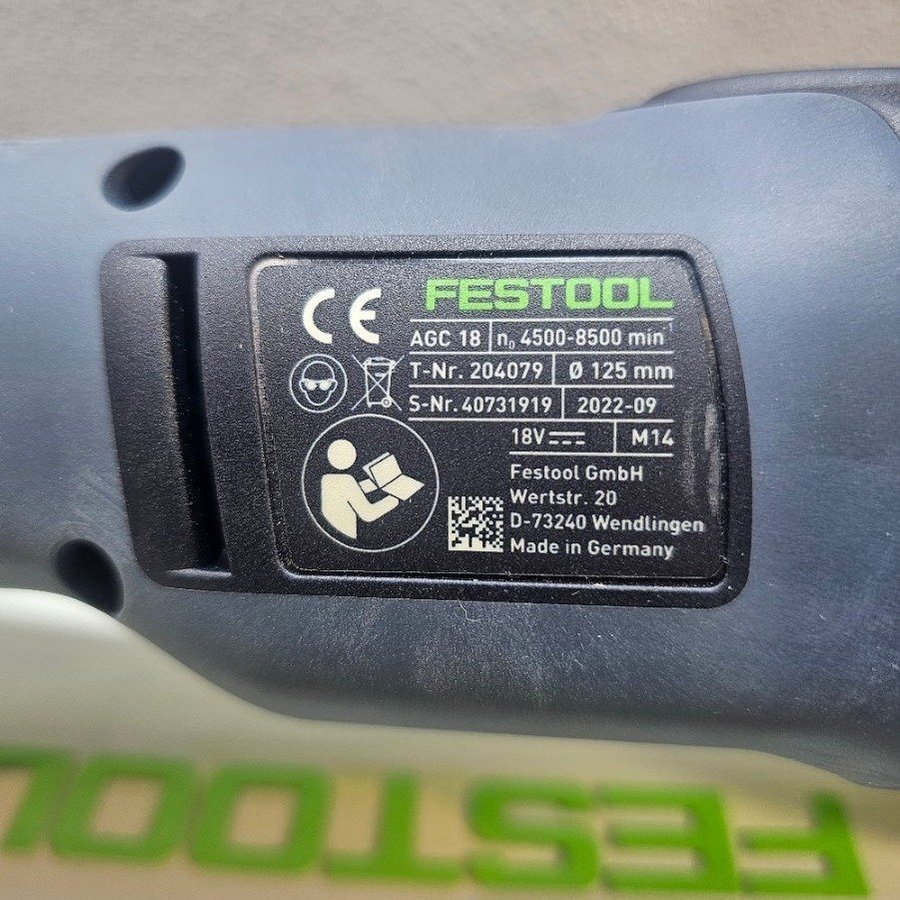 CE FESTOOL
AGC 18 n₀ 4500-8500 min⁻¹
T-Nr. 204079 Ø 125 mm
S-Nr. 40731919 2022-09
18V M14
Festool GmbH
Wertstr. 20
D-73240 Wendlingen
Made in Germany
FESTOOL